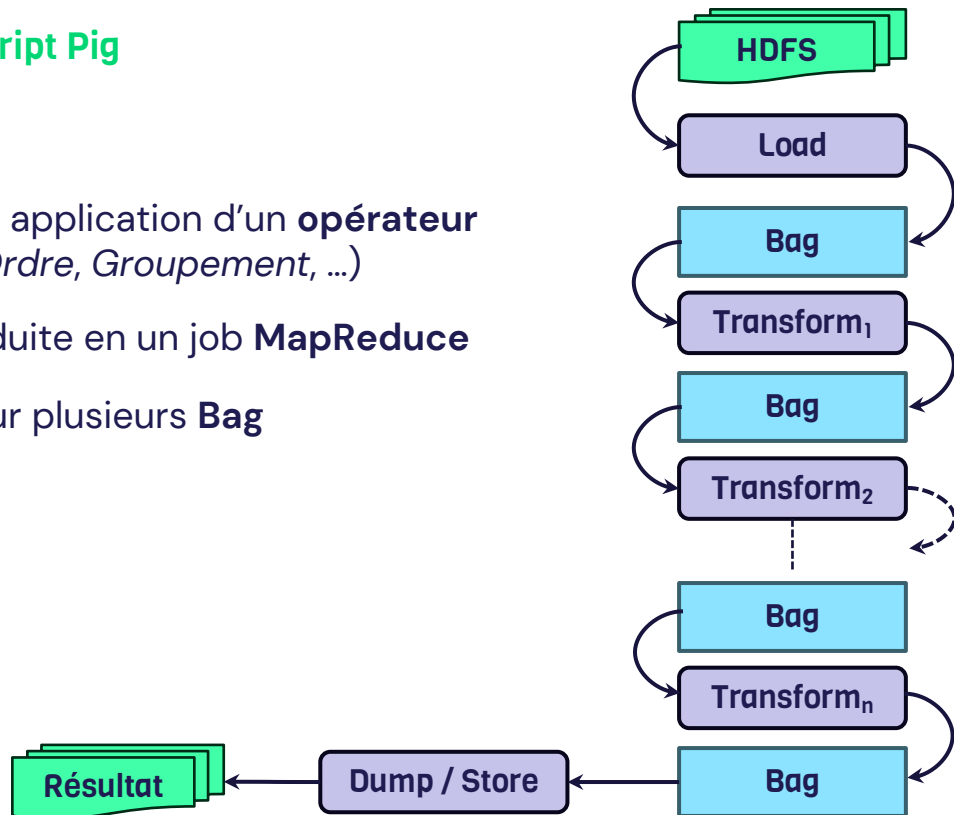 ript Pig
application d'un opérateur
Ordre, Groupement, …)
duite en un job MapReduce
ur plusieurs Bag
HDFS
Load
Bag
Transform₁
Bag
Transform₂
Bag
Transformₙ
Bag
Dump / Store
Résultat